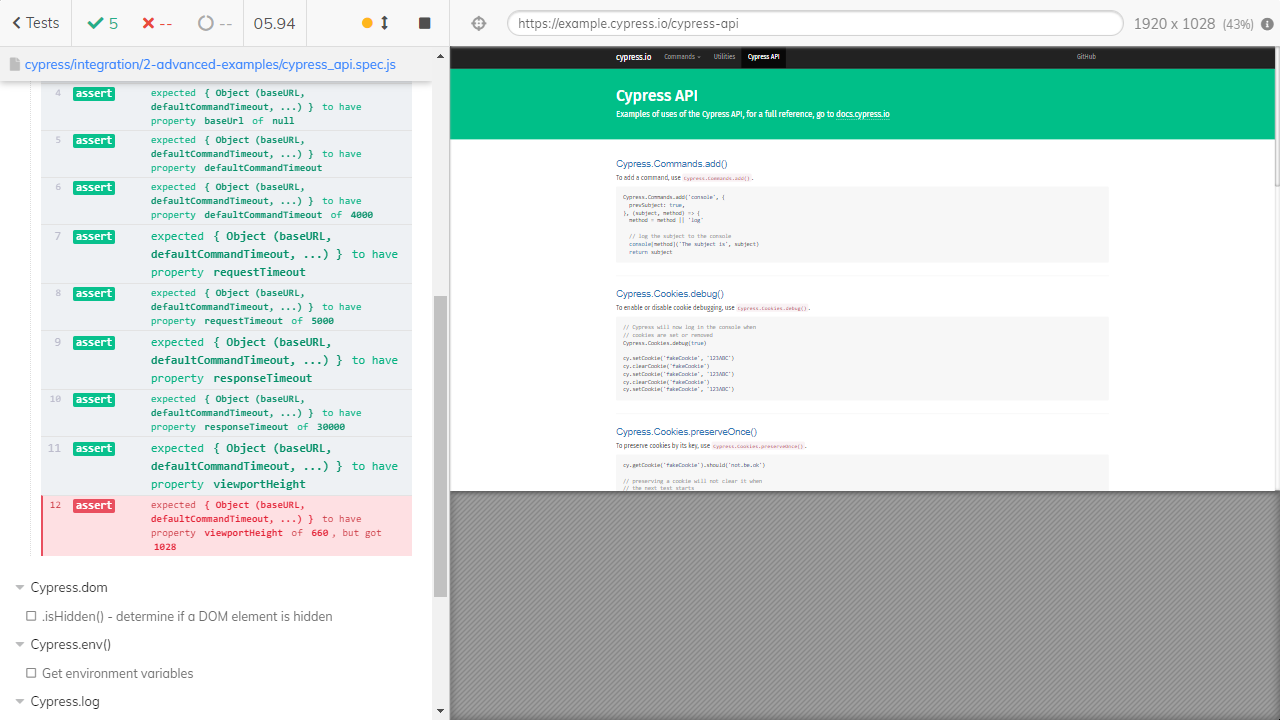 Tests 5 -- -- 05.94 https://example.cypress.io/cypress-api 1920 x 1028 (43%)
cypress/integration/2-advanced-examples/cypress_api.spec.js
4 assert expected { Object (baseURL,
defaultCommandTimeout, ...) } to have
property baseUrl of null
5 assert expected { Object (baseURL,
defaultCommandTimeout, ...) } to have
property defaultCommandTimeout
6 assert expected { Object (baseURL,
defaultCommandTimeout, ...) } to have
property defaultCommandTimeout of 4000
7 assert expected { Object (baseURL,
defaultCommandTimeout, ...) } to have
property requestTimeout
8 assert expected { Object (baseURL,
defaultCommandTimeout, ...) } to have
property requestTimeout of 5000
9 assert expected { Object (baseURL,
defaultCommandTimeout, ...) } to have
property responseTimeout
10 assert expected { Object (baseURL,
defaultCommandTimeout, ...) } to have
property responseTimeout of 30000
11 assert expected { Object (baseURL,
defaultCommandTimeout, ...) } to have
property viewportHeight
12 assert expected { Object (baseURL,
defaultCommandTimeout, ...) } to have
property viewportHeight of 660 , but got
1028
Cypress.dom
.isHidden() - determine if a DOM element is hidden
Cypress.env()
Get environment variables
Cypress.log
cypress.io Commands Utilities Cypress API GitHub
Cypress API
Examples of uses of the Cypress API, for a full reference, go to docs.cypress.io
Cypress.Commands.add()
To add a command, use Cypress.Commands.add() .
Cypress.Commands.add('console', {
prevSubject: true,
}, (subject, method) => {
method = method || 'log'
// log the subject to the console
console[method]('The subject is', subject)
return subject
Cypress.Cookies.debug()
To enable or disable cookie debugging, use Cypress.Cookies.debug() .
// Cypress will now log in the console when
// cookies are set or removed
Cypress.Cookies.debug(true)
cy.setCookie('fakeCookie', '123ABC')
cy.clearCookie('fakeCookie')
cy.setCookie('fakeCookie', '123ABC')
cy.clearCookie('fakeCookie')
cy.setCookie('fakeCookie', '123ABC')
Cypress.Cookies.preserveOnce()
To preserve cookies by its key, use Cypress.Cookies.preserveOnce() .
cy.getCookie('fakeCookie').should('not.be.ok')
// preserving a cookie will not clear it when
// the next test starts